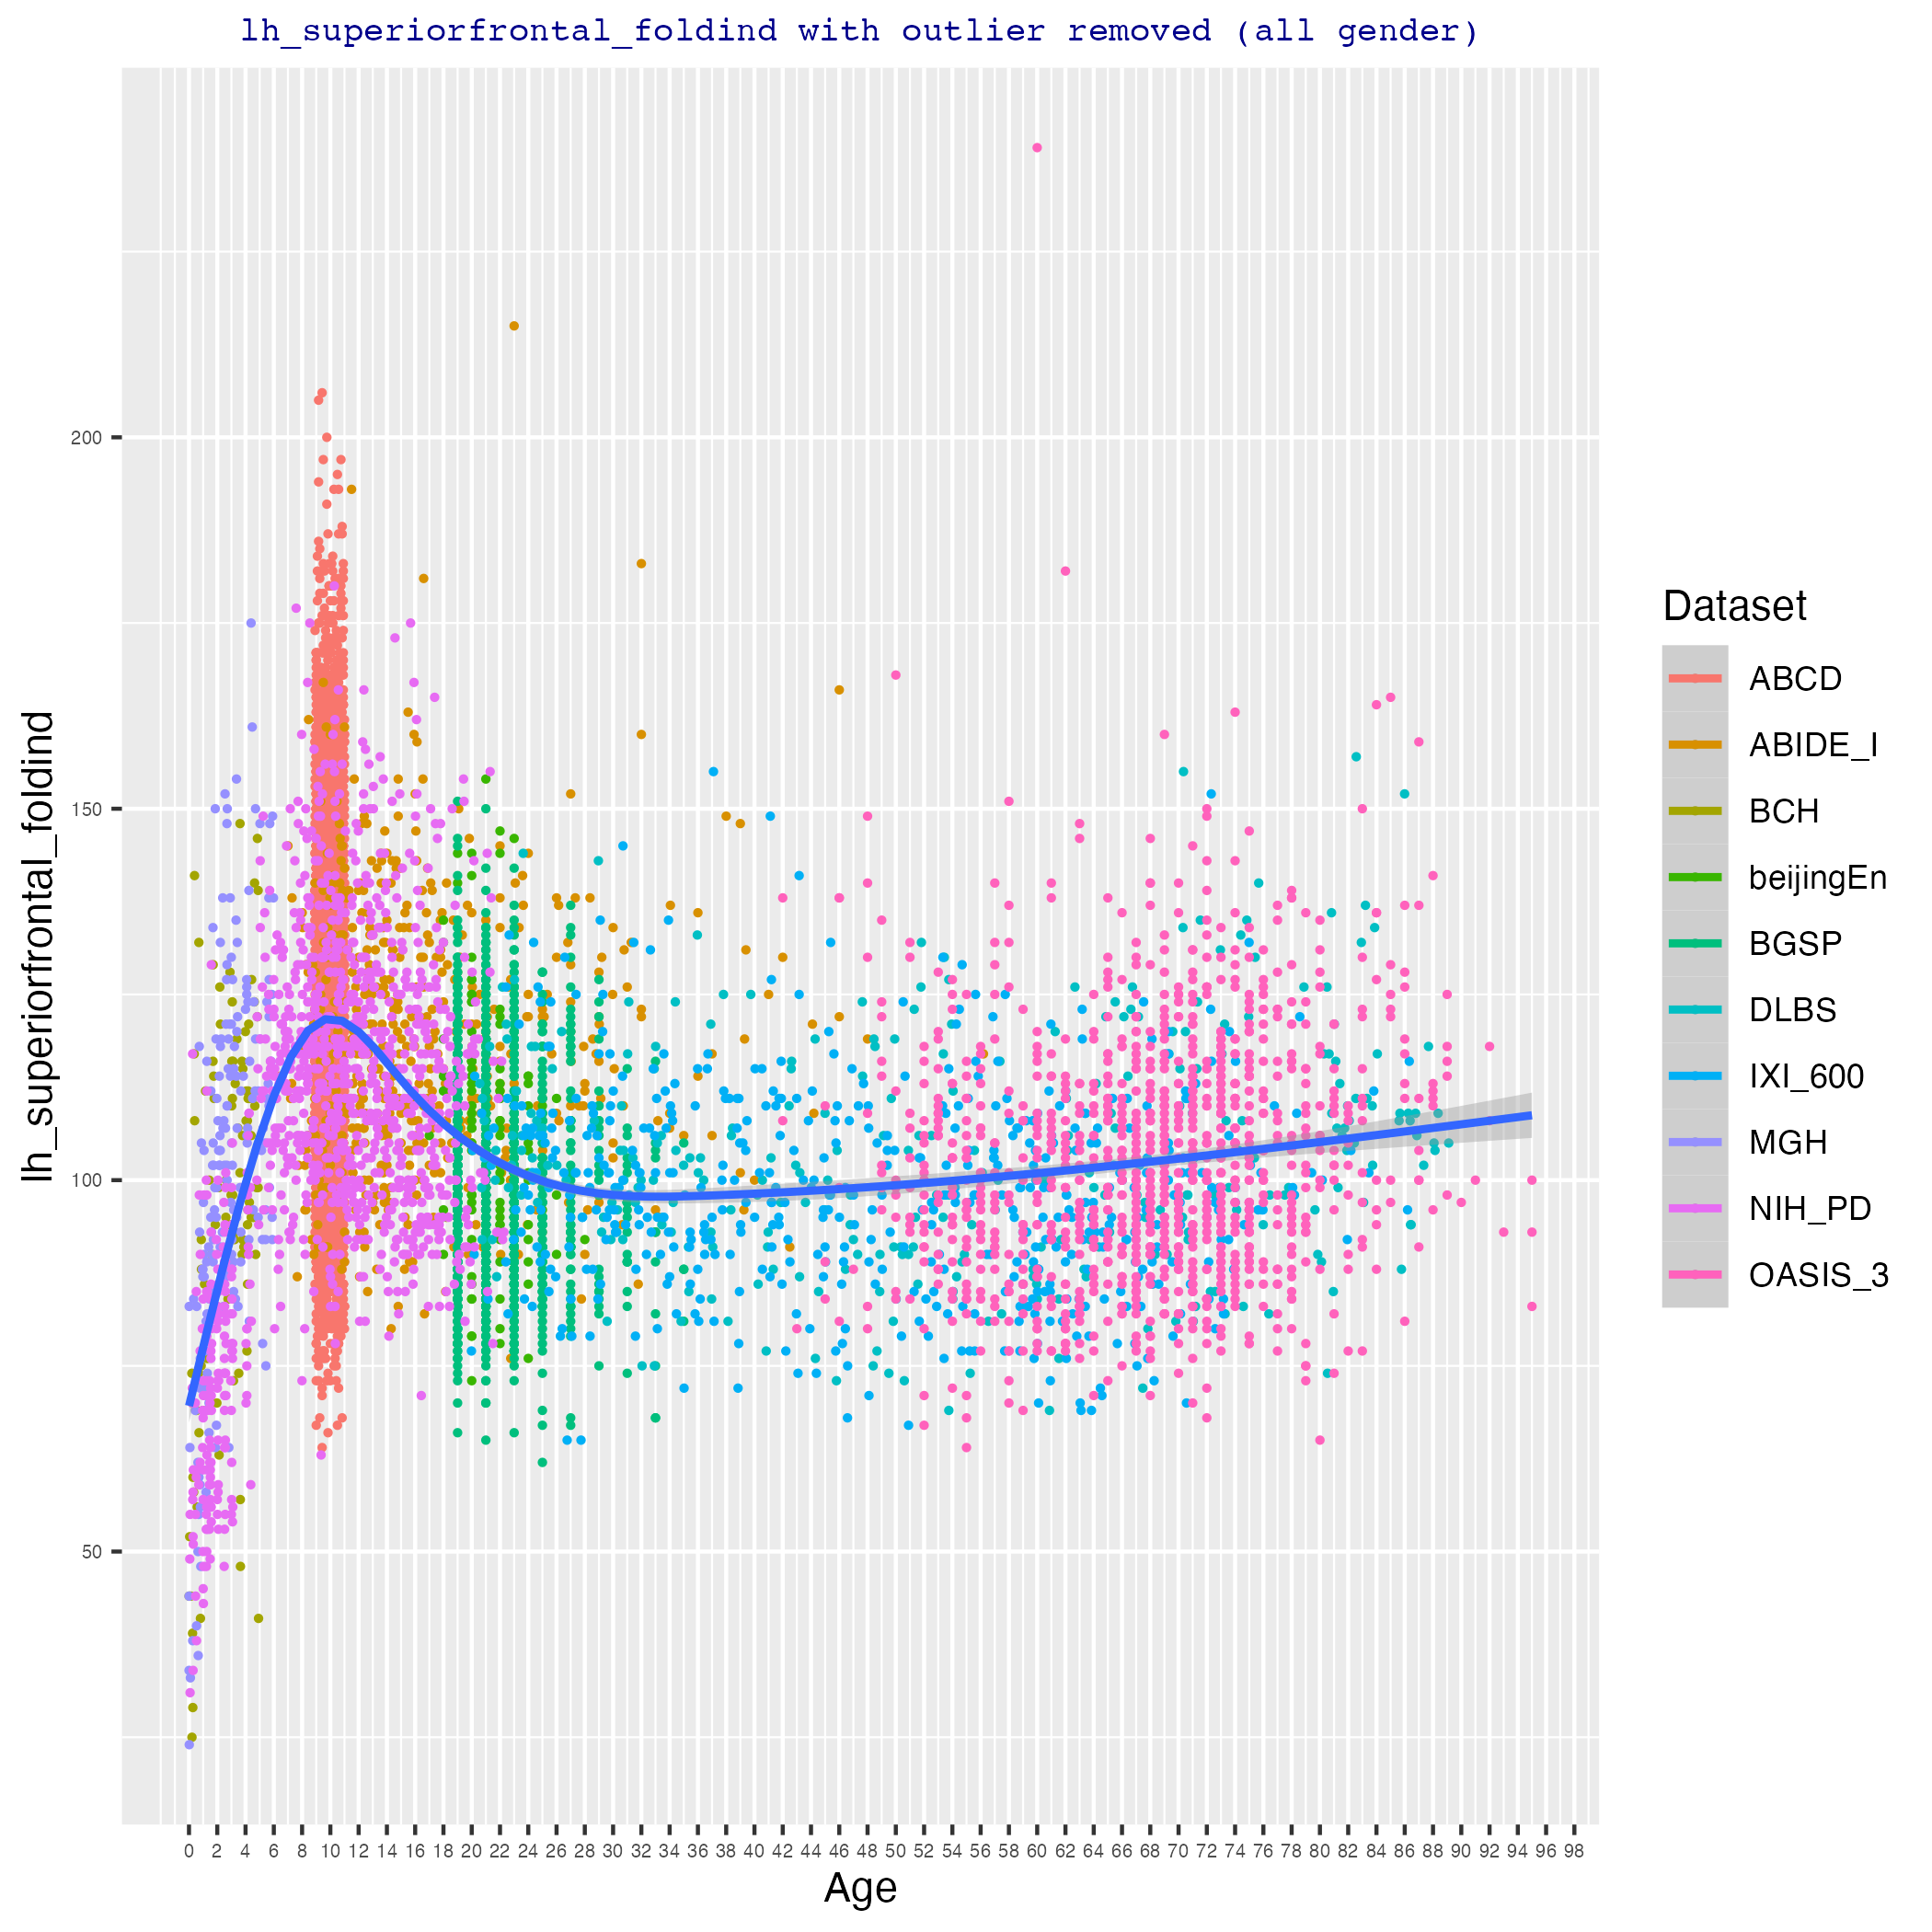 lh_superiorfrontal_foldind with outlier removed (all gender)
lh_superiorfrontal_foldind
200
150
100
50
0 2 4 6 8 10 12 14 16 18 20 22 24 26 28 30 32 34 36 38 40 42 44 46 48 50 52 54 56 58 60 62 64 66 68 70 72 74 76 78 80 82 84 86 88 90 92 94 96 98
Age
Dataset
ABCD
ABIDE_I
BCH
beijingEn
BGSP
DLBS
IXI_600
MGH
NIH_PD
OASIS_3